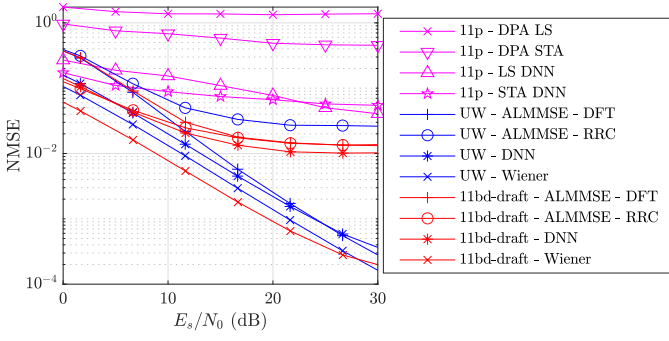 10^0
10^-2
10^-4
NMSE
0 10 20 30
E_s/N_0 (dB)
11p - DPA LS
11p - DPA STA
11p - LS DNN
11p - STA DNN
UW - ALMMSE - DFT
UW - ALMMSE - RRC
UW - DNN
UW - Wiener
11bd-draft - ALMMSE - DFT
11bd-draft - ALMMSE - RRC
11bd-draft - DNN
11bd-draft - Wiener